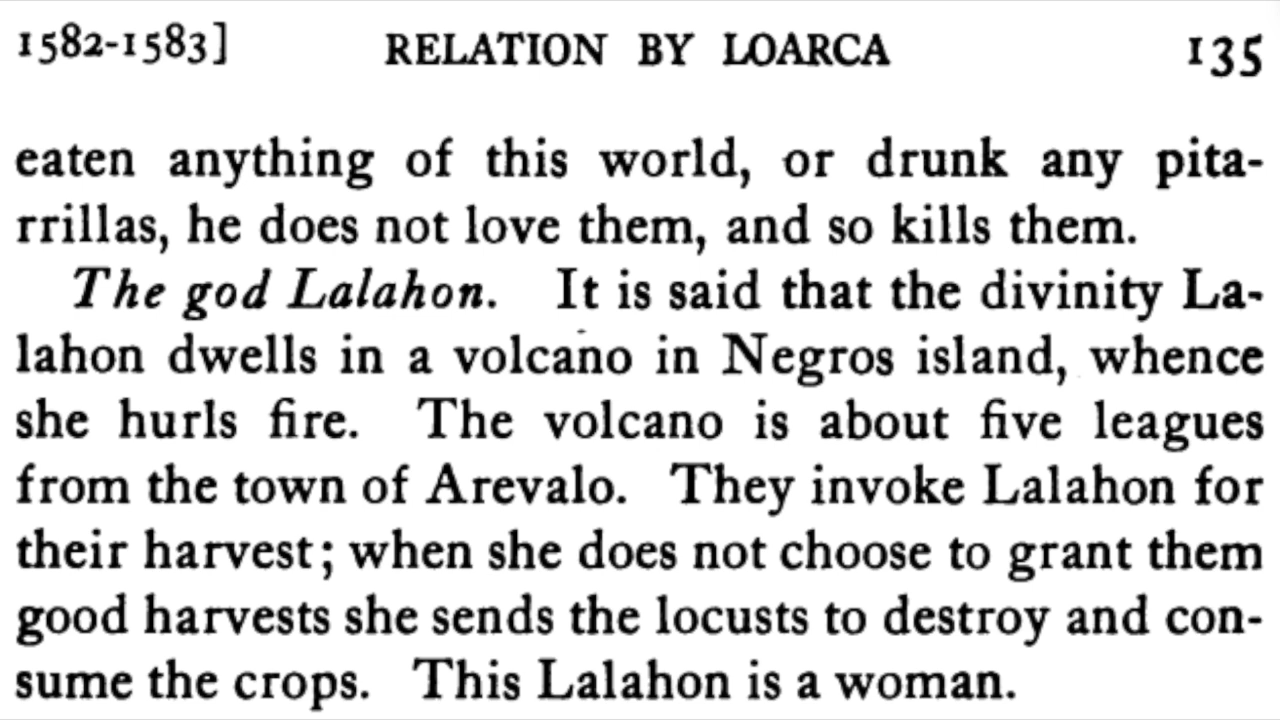 1582-1583] RELATION BY LOARCA 135
eaten anything of this world, or drunk any pita-
rrillas, he does not love them, and so kills them.
The god Lalahon. It is said that the divinity La-
lahon dwells in a volcano in Negros island, whence
she hurls fire. The volcano is about five leagues
from the town of Arevalo. They invoke Lalahon for
their harvest; when she does not choose to grant them
good harvests she sends the locusts to destroy and con-
sume the crops. This Lalahon is a woman.